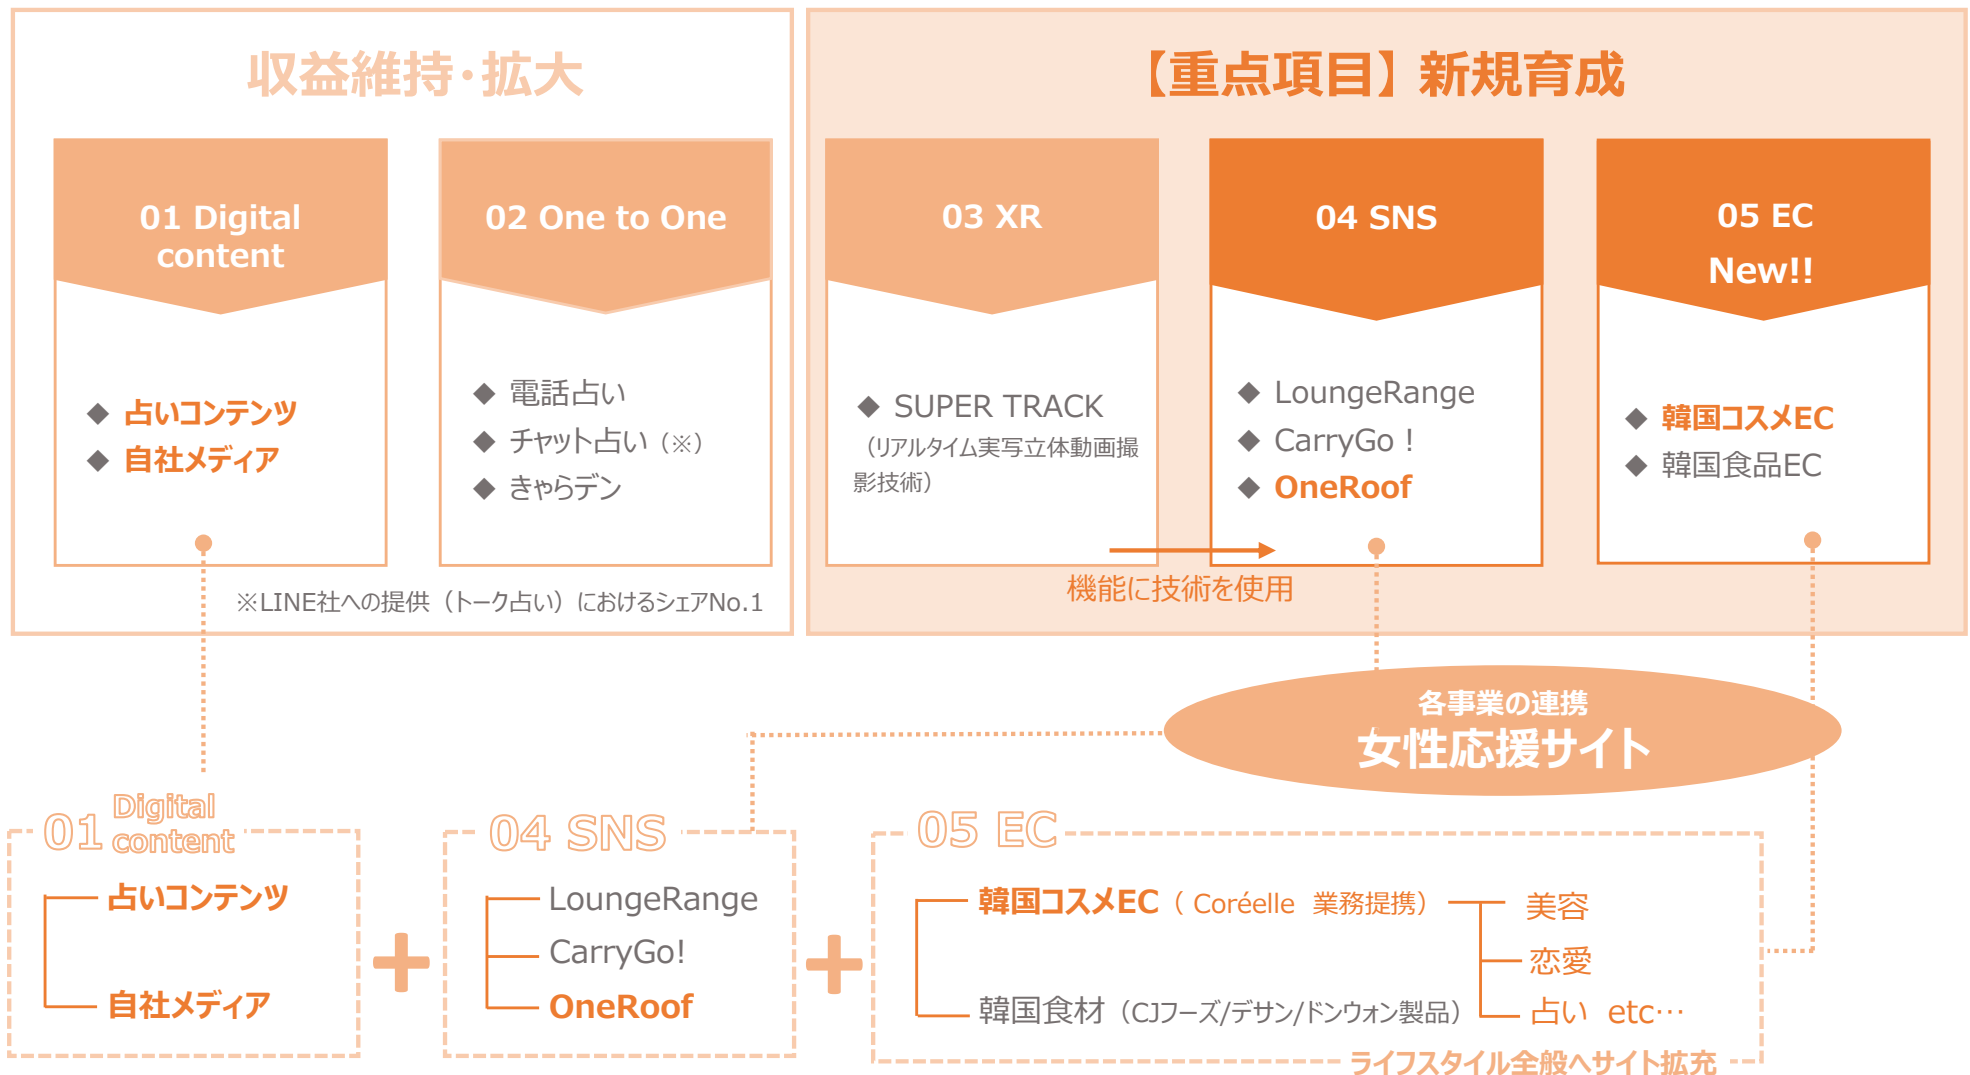 収益維持・拡大
01 Digital
content
◆ 占いコンテンツ
◆ 自社メディア
02 One to One
◆ 電話占い
◆ チャット占い（※）
◆ きゃらデン
※LINE社への提供（トーク占い）におけるシェアNo.1
【重点項目】新規育成
03 XR
◆ SUPER TRACK
（リアルタイム実写立体動画撮
影技術）
04 SNS
◆ LoungeRange
◆ CarryGo！
◆ OneRoof
機能に技術を使用
05 EC
New!!
◆ 韓国コスメEC
◆ 韓国食品EC
各事業の連携
女性応援サイト
01 Digital
content
占いコンテンツ
自社メディア
04 SNS
LoungeRange
CarryGo!
OneRoof
05 EC
韓国コスメEC（ Coréelle 業務提携）
韓国食材（CJフーズ/デサン/ドンウォン製品）
美容
恋愛
占い etc…
ライフスタイル全般へサイト拡充